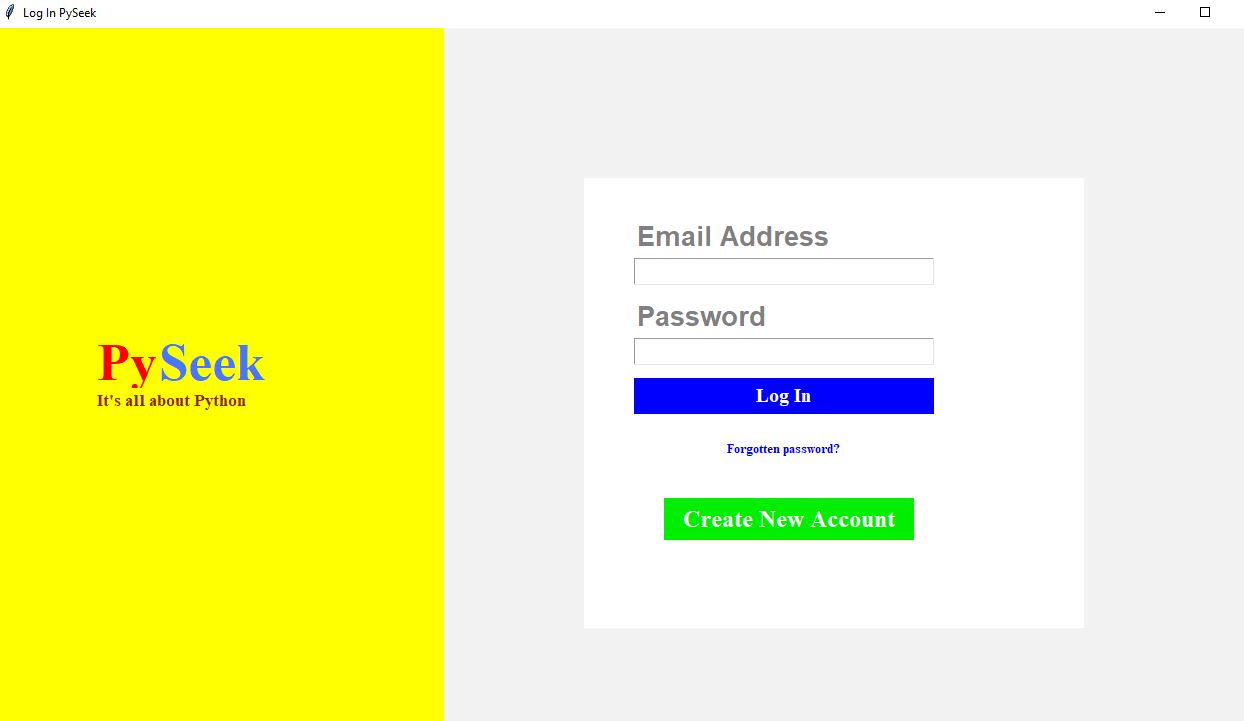 Log In PySeek
PySeek
It's all about Python
Email Address
Password
Log In
Forgotten password?
Create New Account